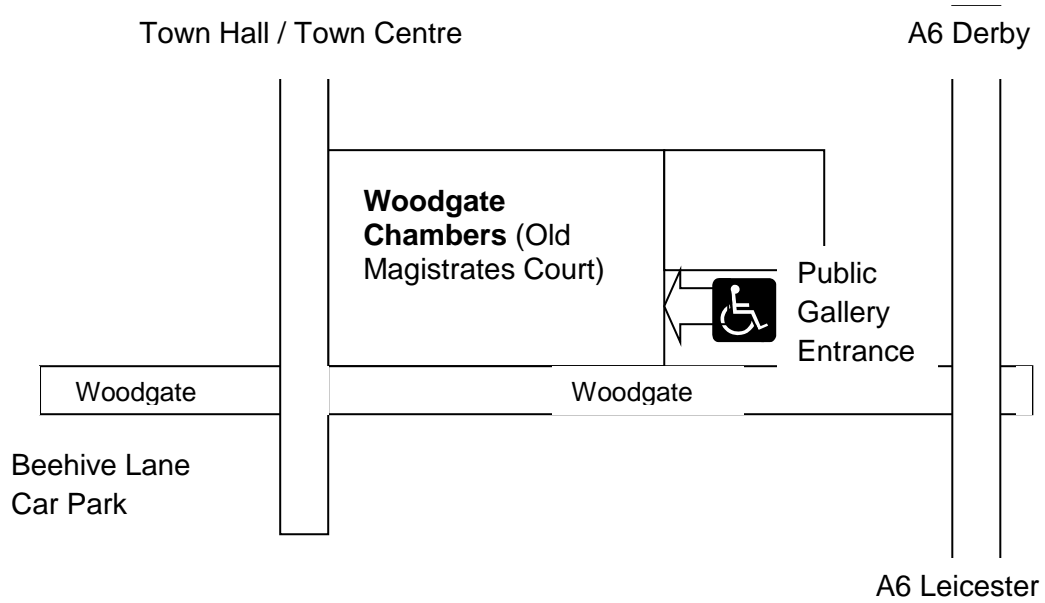 Town Hall / Town Centre
A6 Derby
Woodgate
Chambers (Old
Magistrates Court)
Public
Gallery
Entrance
Woodgate
Woodgate
Beehive Lane
Car Park
A6 Leicester